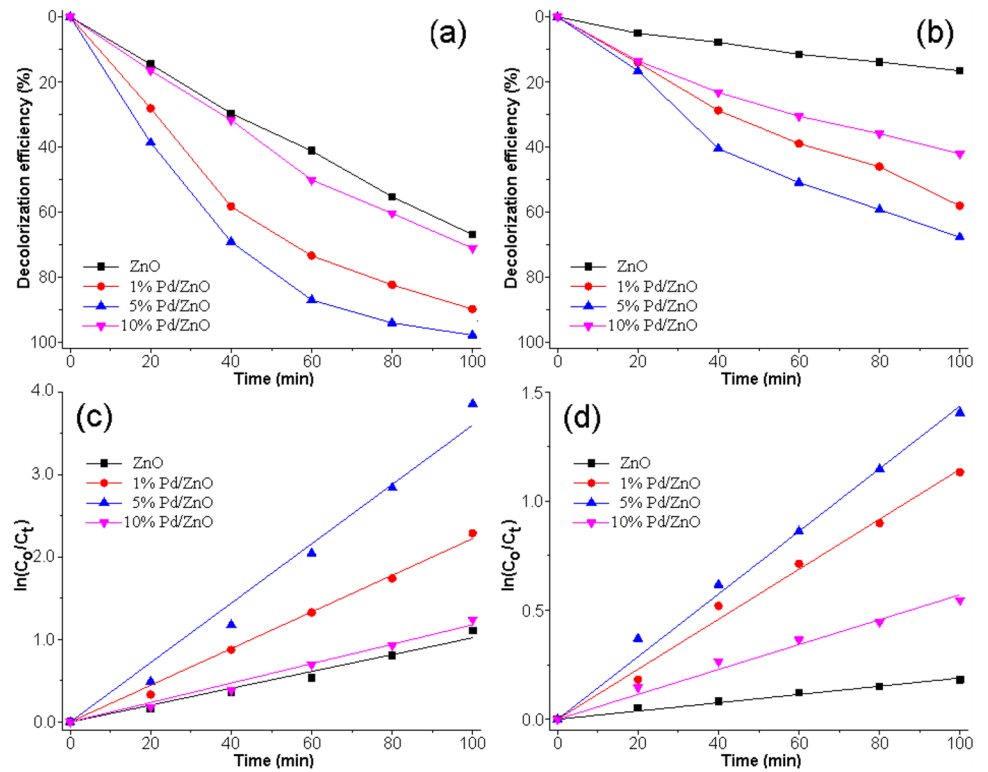 (a)
0
20
40
60
80
100
Decolorization efficiency (%)
ZnO
1% Pd/ZnO
5% Pd/ZnO
10% Pd/ZnO
0 20 40 60 80 100
Time (min)
(b)
0
20
40
60
80
100
Decolorization efficiency (%)
ZnO
1% Pd/ZnO
5% Pd/ZnO
10% Pd/ZnO
0 20 40 60 80 100
Time (min)
(c)
4.0
3.0
2.0
1.0
0.0
ln(Co/Ct)
ZnO
1% Pd/ZnO
5% Pd/ZnO
10% Pd/ZnO
0 20 40 60 80 100
Time (min)
(d)
1.5
1.0
0.5
0.0
ln(Co/Ct)
ZnO
1% Pd/ZnO
5% Pd/ZnO
10% Pd/ZnO
0 20 40 60 80 100
Time (min)